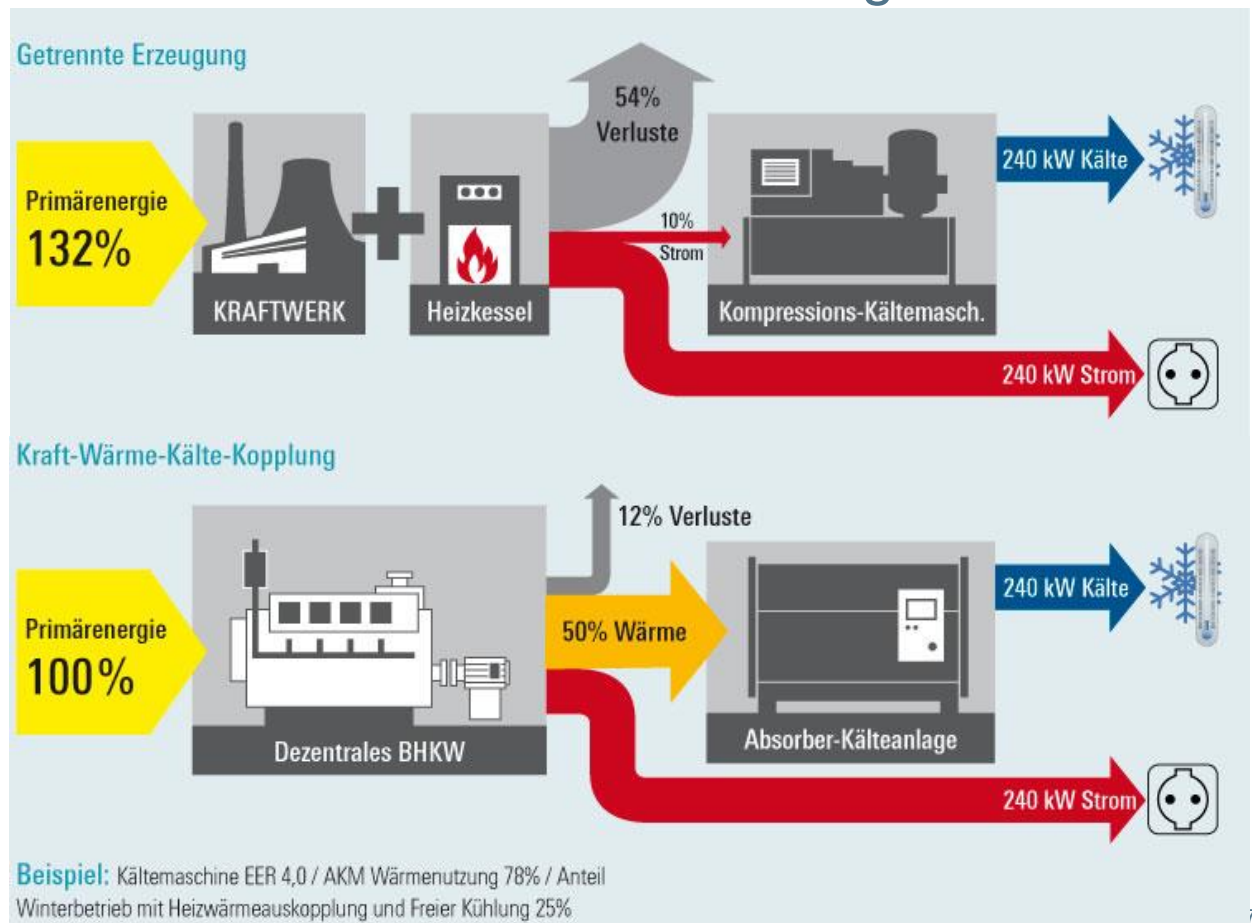 Getrennte Erzeugung
54%
Verluste
240 kW Kälte
Primärenergie
132%
10%
Strom
KRAFTWERK
Heizkessel
Kompressions-Kältemasch.
240 kW Strom
Kraft-Wärme-Kälte-Kopplung
12% Verluste
240 kW Kälte
Primärenergie
100%
50% Wärme
Dezentrales BHKW
Absorber-Kälteanlage
240 kW Strom
Beispiel: Kältemaschine EER 4,0 / AKM Wärmenutzung 78% / Anteil
Winterbetrieb mit Heizwärmeauskopplung und Freier Kühlung 25%